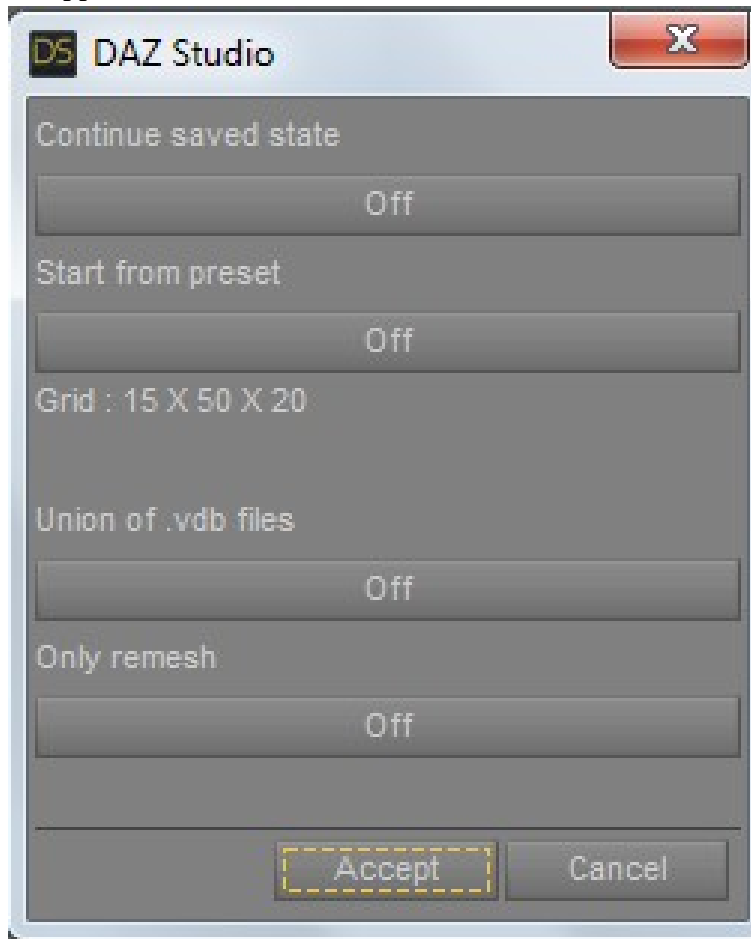 DS DAZ Studio X
Continue saved state
Off
Start from preset
Off
Grid : 15 X 50 X 20
Union of .vdb files
Off
Only remesh
Off
Accept Cancel